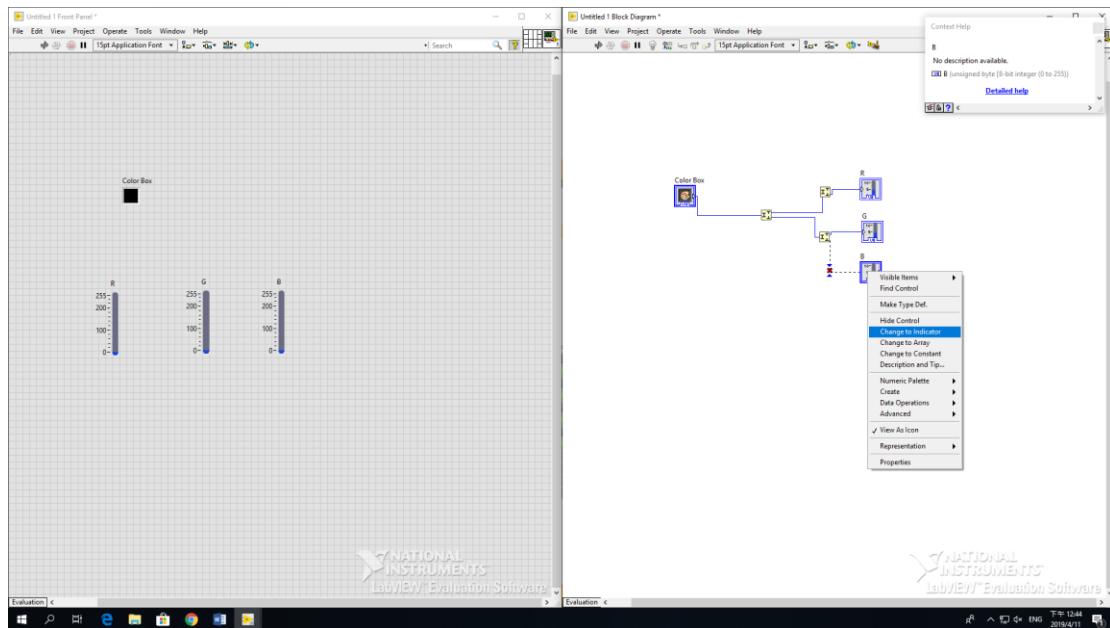 Untitled 1 Front Panel *
File Edit View Project Operate Tools Window Help
15pt Application Font
Search
Color Box
R
G
B
255
200
100
0
255
200
100
0
255
200
100
0
NATIONAL
INSTRUMENTS
LabVIEW™ Evaluation Software
Evaluation
Untitled 1 Block Diagram *
File Edit View Project Operate Tools Window Help
15pt Application Font
Context Help
B
No description available.
B (unsigned byte [8-bit integer (0 to 255)])
Detailed help
Color Box
R
G
B
Visible Items
Find Control
Make Type Def.
Hide Control
Change to Indicator
Change to Array
Change to Constant
Description and Tip...
Numeric Palette
Create
Data Operations
Advanced
View As Icon
Representation
Properties
NATIONAL
INSTRUMENTS
LabVIEW™ Evaluation Software
Evaluation
ENG
下午 12:44
2019/4/11